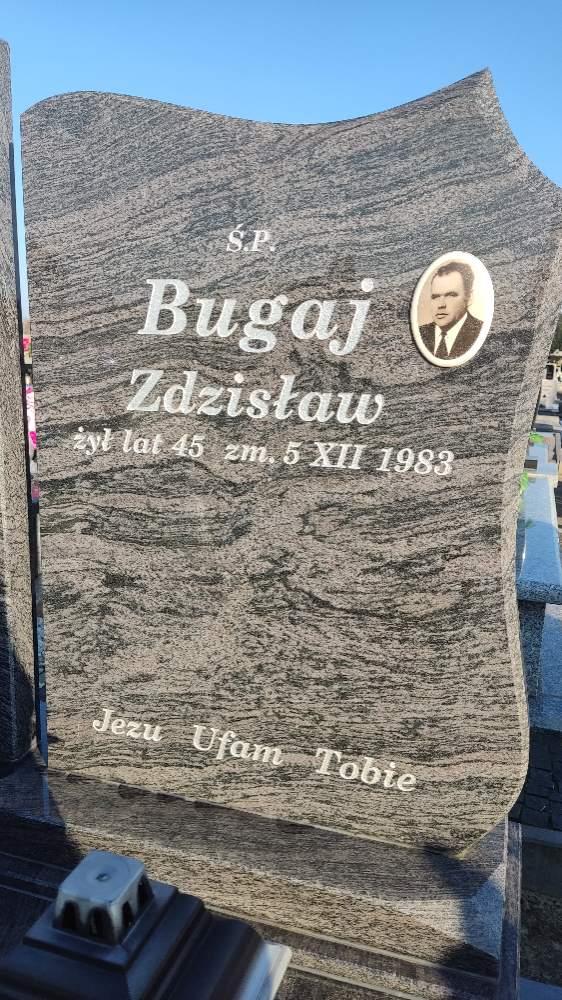 Ś.P.
Bugaj
Zdzisław
żył lat 45 zm. 5 XII 1983
Jezu Ufam Tobie